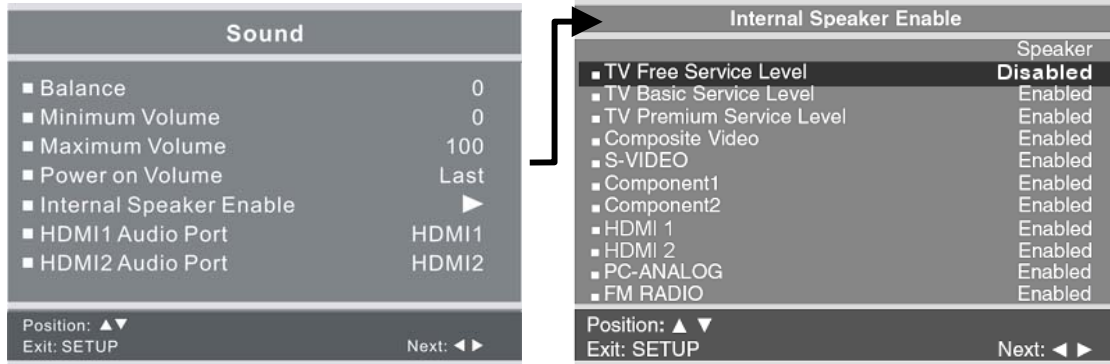 Sound
■ Balance 0
■ Minimum Volume 0
■ Maximum Volume 100
■ Power on Volume Last
■ Internal Speaker Enable ▶
■ HDMI1 Audio Port HDMI1
■ HDMI2 Audio Port HDMI2
Position: ▲▼
Exit: SETUP Next: ◀ ▶
Internal Speaker Enable
Speaker
■ TV Free Service Level Disabled
■ TV Basic Service Level Enabled
■ TV Premium Service Level Enabled
■ Composite Video Enabled
■ S-VIDEO Enabled
■ Component1 Enabled
■ Component2 Enabled
■ HDMI 1 Enabled
■ HDMI 2 Enabled
■ PC-ANALOG Enabled
■ FM RADIO Enabled
Position: ▲ ▼
Exit: SETUP Next: ◀ ▶